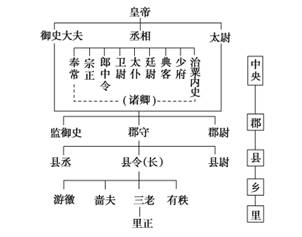 皇帝
御史大夫 丞相 太尉
奉常 宗正 郎中令 卫尉 太仆 廷尉 典客 少府 治粟内史
(诸卿)
监御史 郡守 郡尉
县丞 县令(长) 县尉
游徼 啬夫 三老 有秩
里正
中央
郡
县
乡
里